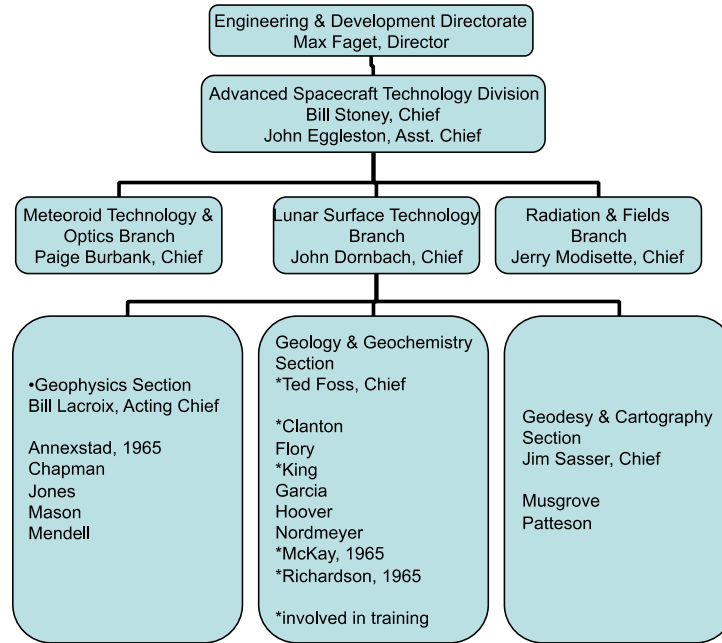 Engineering & Development Directorate
Max Faget, Director
Advanced Spacecraft Technology Division
Bill Stoney, Chief
John Eggleston, Asst. Chief
Meteoroid Technology &
Optics Branch
Paige Burbank, Chief
Lunar Surface Technology
Branch
John Dornbach, Chief
Radiation & Fields
Branch
Jerry Modisette, Chief
•Geophysics Section
Bill Lacroix, Acting Chief
Annexstad, 1965
Chapman
Jones
Mason
Mendell
Geology & Geochemistry
Section
*Ted Foss, Chief
*Clanton
Flory
*King
Garcia
Hoover
Nordmeyer
*McKay, 1965
*Richardson, 1965
*involved in training
Geodesy & Cartography
Section
Jim Sasser, Chief
Musgrove
Patteson